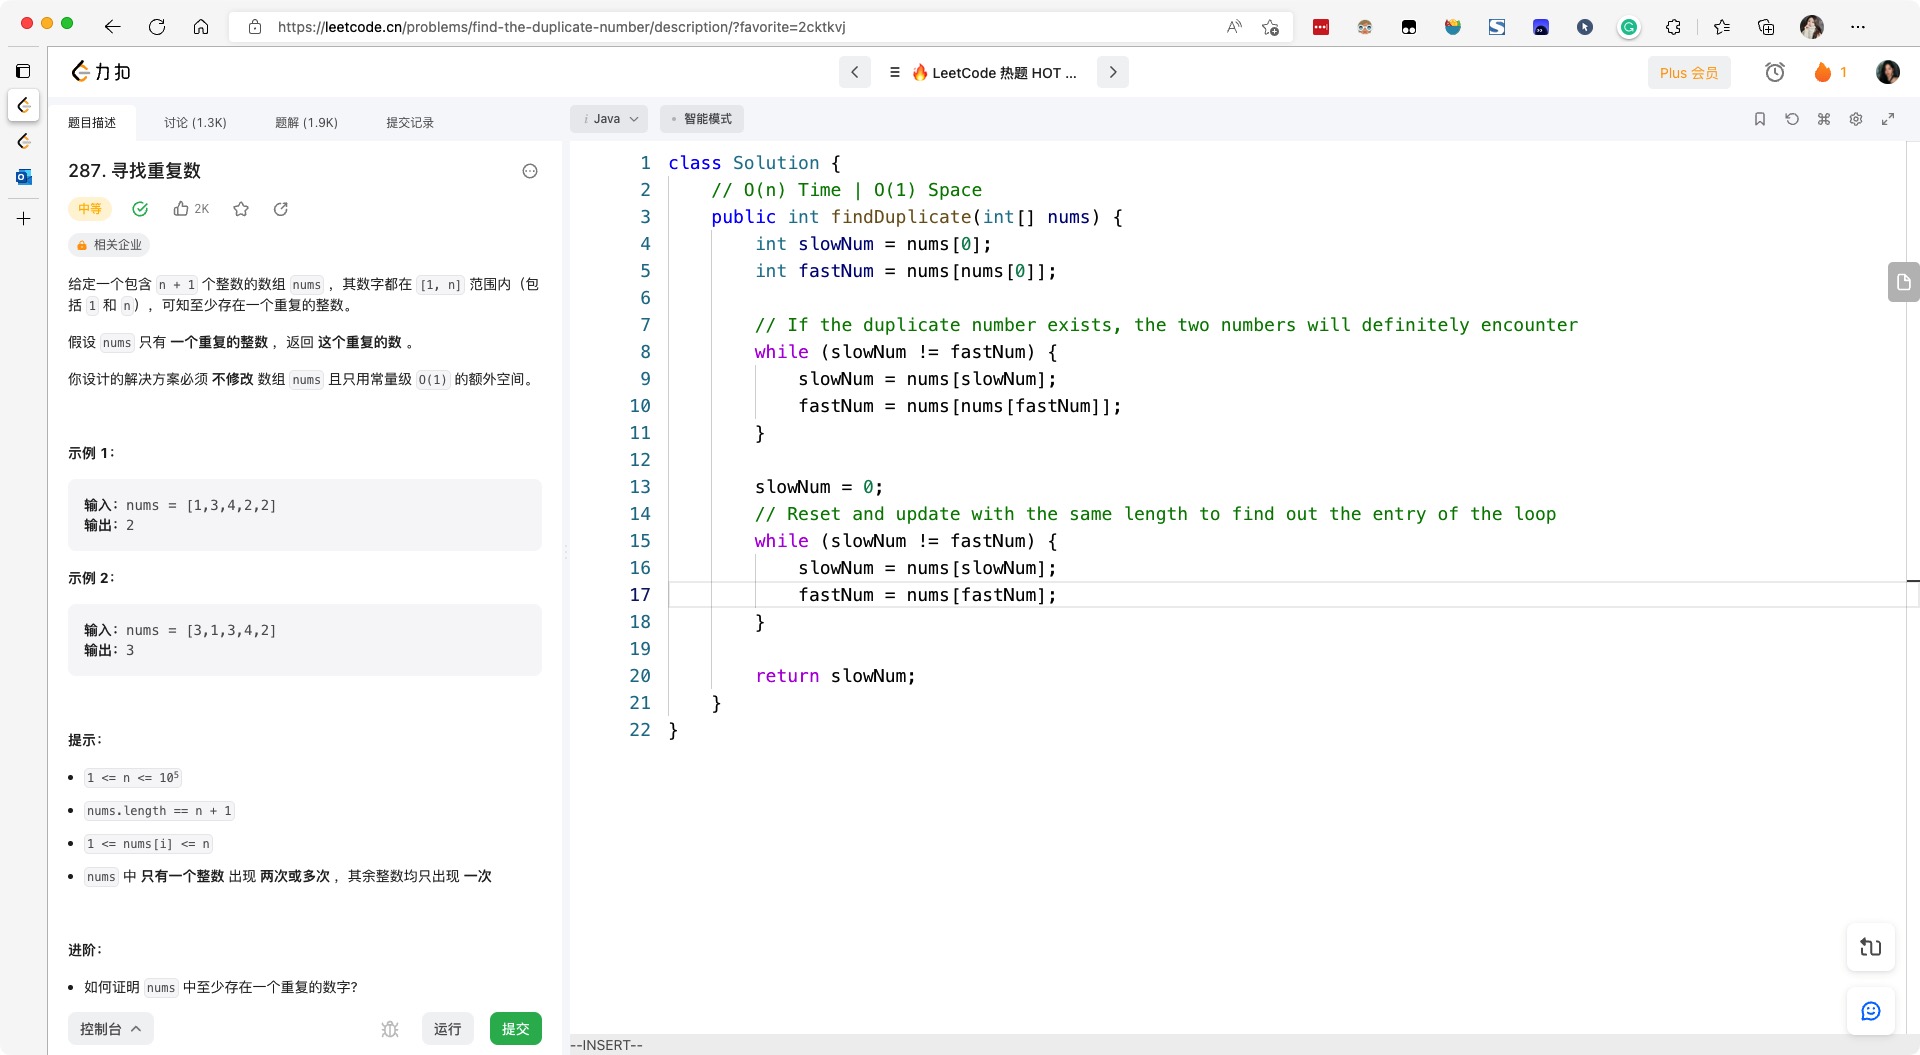 https://leetcode.cn/problems/find-the-duplicate-number/description/?favorite=2cktkvj
力扣
🔥 LeetCode 热题 HOT ...
Plus 会员
1
题目描述
讨论 (1.3K)
题解 (1.9K)
提交记录
287. 寻找重复数
中等
2K
相关企业
给定一个包含 n + 1 个整数的数组 nums ，其数字都在 [1, n] 范围内（包
括 1 和 n），可知至少存在一个重复的整数。
假设 nums 只有 一个重复的整数 ，返回 这个重复的数 。
你设计的解决方案必须 不修改 数组 nums 且只用常量级 O(1) 的额外空间。
示例 1：
输入：nums = [1,3,4,2,2]
输出：2
示例 2：
输入：nums = [3,1,3,4,2]
输出：3
提示：
1 <= n <= 10⁵
nums.length == n + 1
1 <= nums[i] <= n
nums 中 只有一个整数 出现 两次或多次 ，其余整数均只出现 一次
进阶：
如何证明 nums 中至少存在一个重复的数字?
控制台
运行
提交
i Java
智能模式
1 class Solution {
2     // O(n) Time | O(1) Space
3     public int findDuplicate(int[] nums) {
4         int slowNum = nums[0];
5         int fastNum = nums[nums[0]];
6
7         // If the duplicate number exists, the two numbers will definitely encounter
8         while (slowNum != fastNum) {
9             slowNum = nums[slowNum];
10             fastNum = nums[nums[fastNum]];
11         }
12
13         slowNum = 0;
14         // Reset and update with the same length to find out the entry of the loop
15         while (slowNum != fastNum) {
16             slowNum = nums[slowNum];
17             fastNum = nums[fastNum];
18         }
19
20         return slowNum;
21     }
22 }
--INSERT--